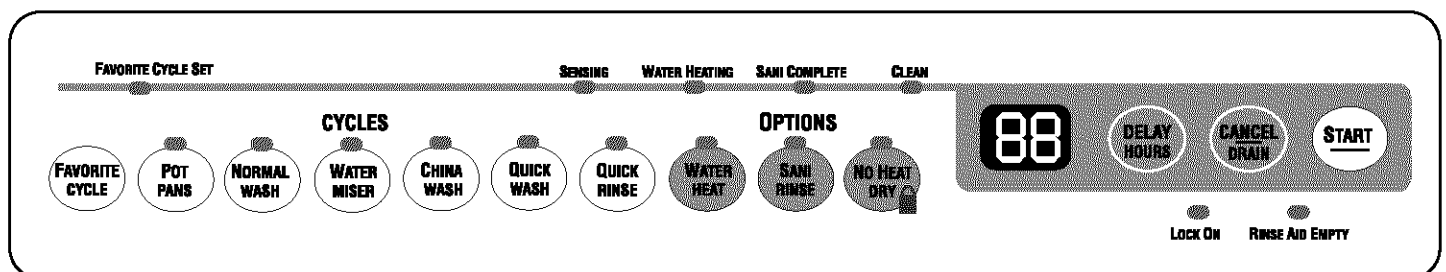 FAVORITE CYCLE SET
SENSING
WATER HEATING
SANI COMPLETE
CLEAN
CYCLES
OPTIONS
FAVORITE
CYCLE
POT
PANS
NORMAL
WASH
WATER
MISER
CHINA
WASH
QUICK
WASH
QUICK
RINSE
WATER
HEAT
SANI
RINSE
NO HEAT
DRY
88
DELAY
HOURS
CANCEL
DRAIN
START
LOCK ON
RINSE AID EMPTY